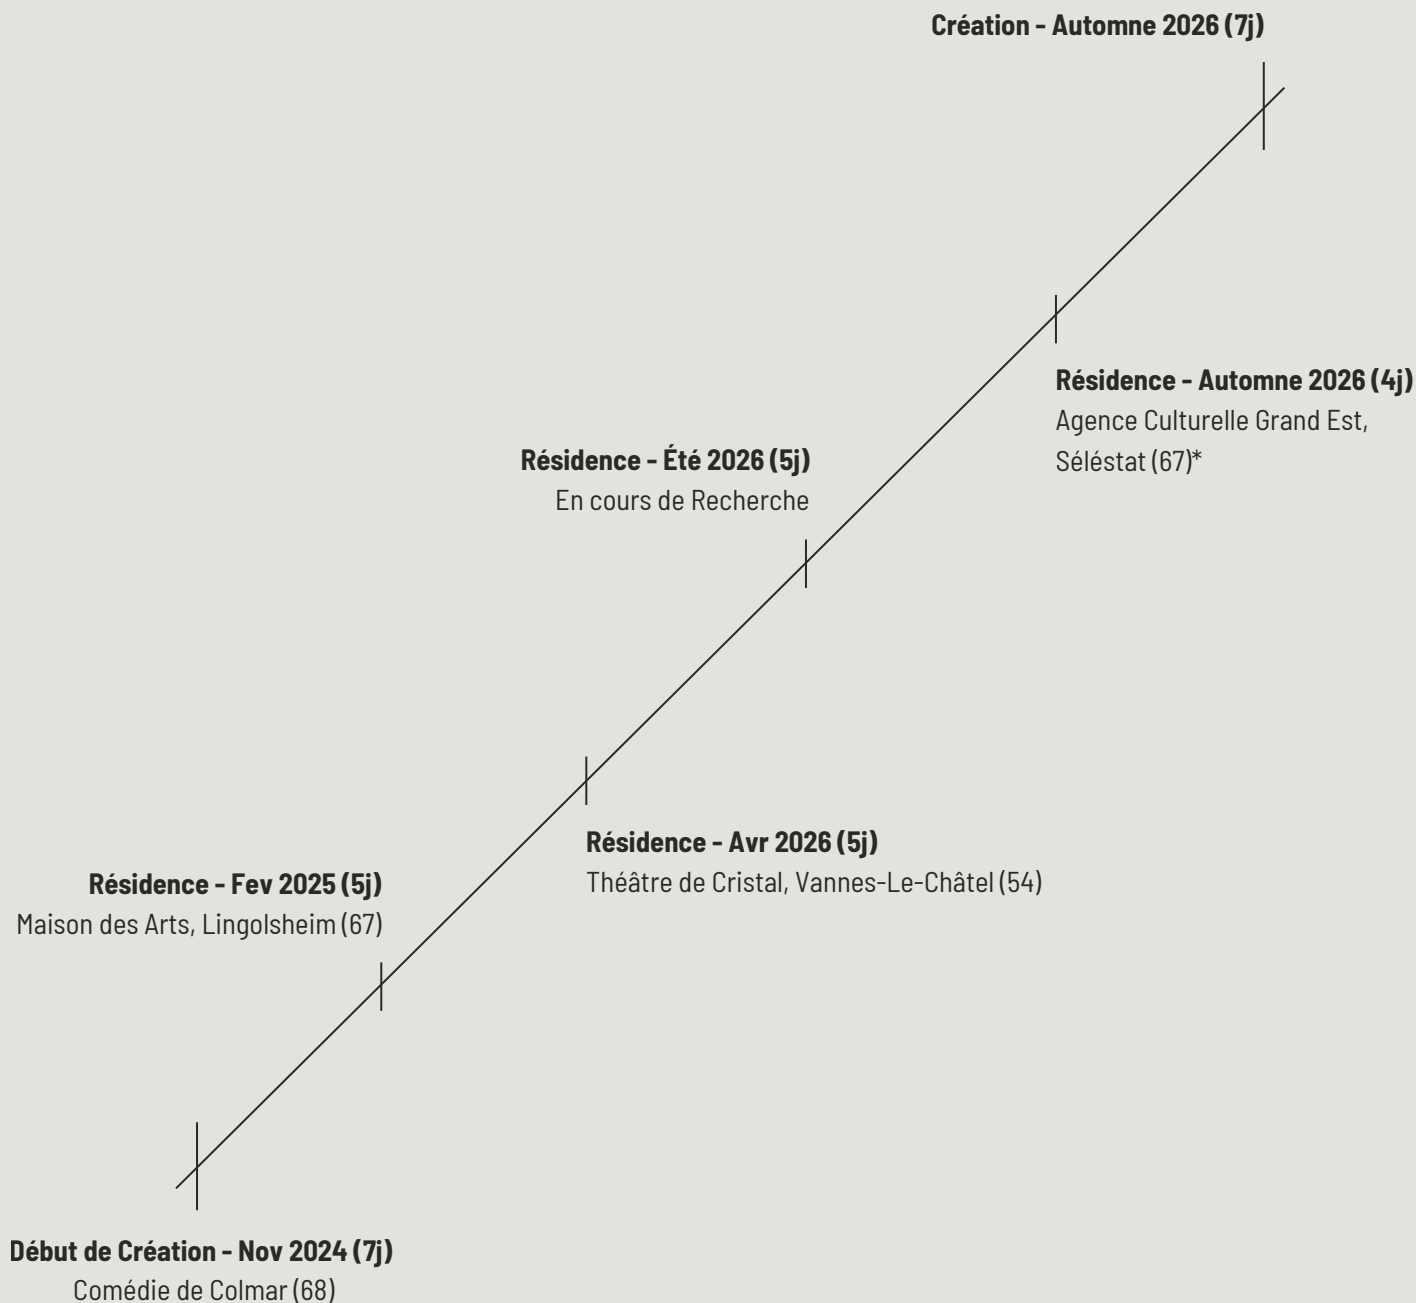 Création - Automne 2026 (7j)
Résidence - Automne 2026 (4j)
Agence Culturelle Grand Est,
Séléstat (67)*
Résidence - Été 2026 (5j)
En cours de Recherche
Résidence - Avr 2026 (5j)
Théâtre de Cristal, Vannes-Le-Châtel (54)
Résidence - Fev 2025 (5j)
Maison des Arts, Lingolsheim (67)
Début de Création - Nov 2024 (7j)
Comédie de Colmar (68)